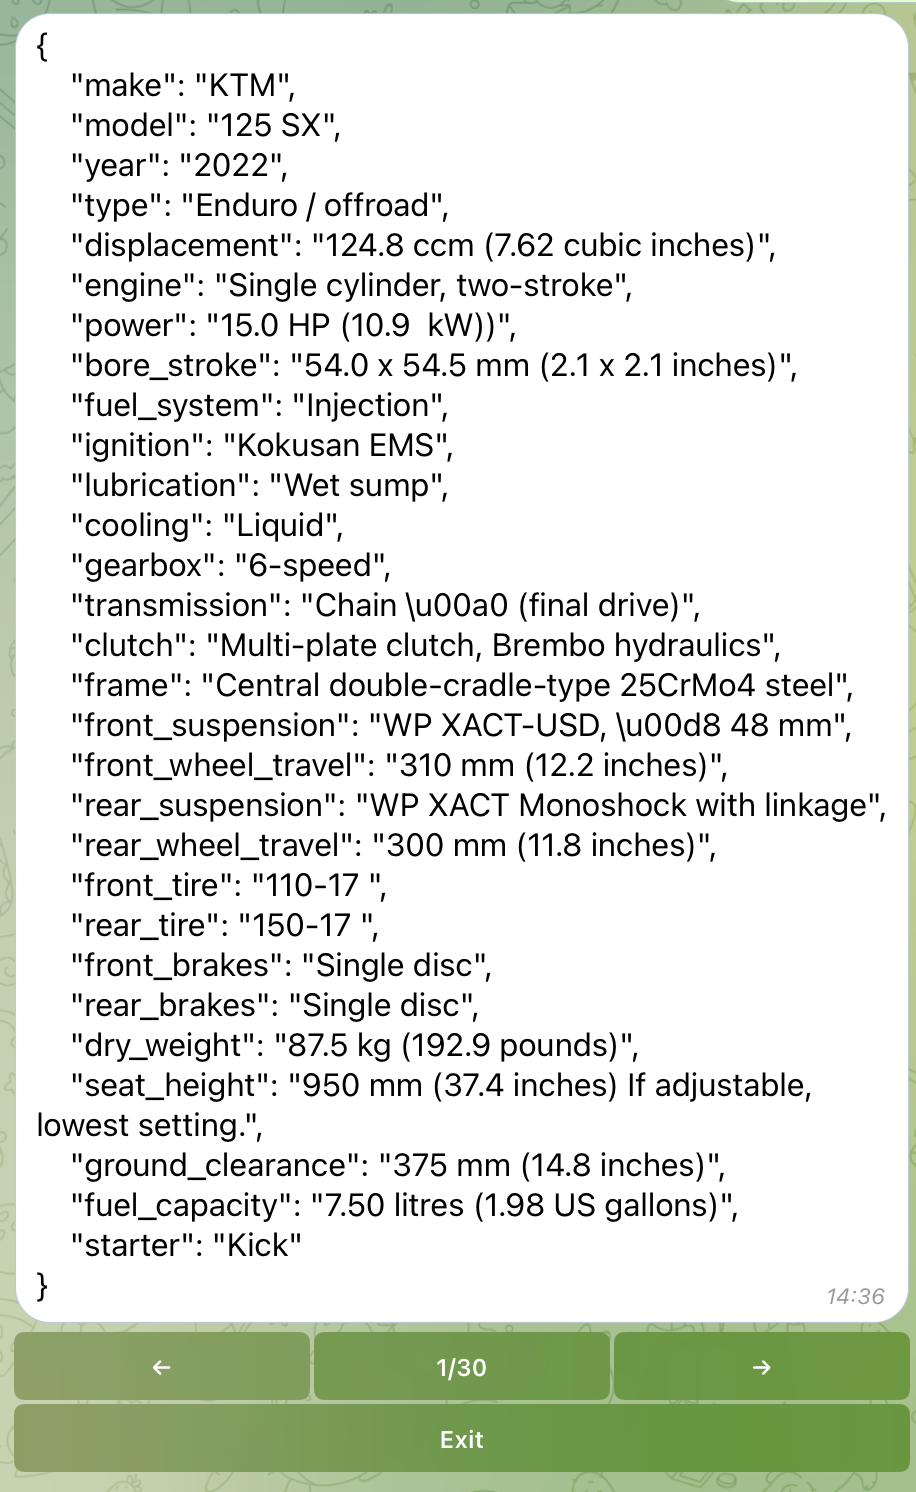 {
"make": "KTM",
"model": "125 SX",
"year": "2022",
"type": "Enduro / offroad",
"displacement": "124.8 ccm (7.62 cubic inches)",
"engine": "Single cylinder, two-stroke",
"power": "15.0 HP (10.9  kW))",
"bore_stroke": "54.0 x 54.5 mm (2.1 x 2.1 inches)",
"fuel_system": "Injection",
"ignition": "Kokusan EMS",
"lubrication": "Wet sump",
"cooling": "Liquid",
"gearbox": "6-speed",
"transmission": "Chain \u00a0 (final drive)",
"clutch": "Multi-plate clutch, Brembo hydraulics",
"frame": "Central double-cradle-type 25CrMo4 steel",
"front_suspension": "WP XACT-USD, \u00d8 48 mm",
"front_wheel_travel": "310 mm (12.2 inches)",
"rear_suspension": "WP XACT Monoshock with linkage",
"rear_wheel_travel": "300 mm (11.8 inches)",
"front_tire": "110-17 ",
"rear_tire": "150-17 ",
"front_brakes": "Single disc",
"rear_brakes": "Single disc",
"dry_weight": "87.5 kg (192.9 pounds)",
"seat_height": "950 mm (37.4 inches) If adjustable,
lowest setting.",
"ground_clearance": "375 mm (14.8 inches)",
"fuel_capacity": "7.50 litres (1.98 US gallons)",
"starter": "Kick"
}
14:36
← 1/30 →
Exit